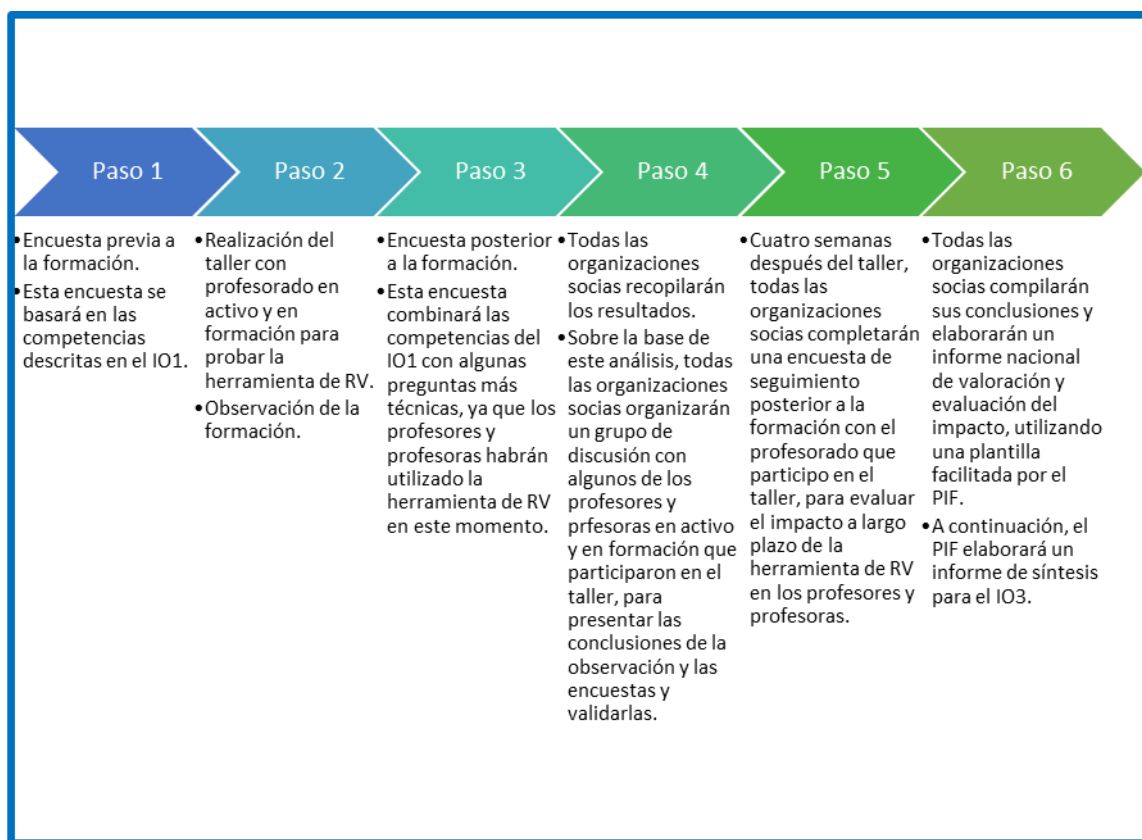 Paso 1
Paso 2
Paso 3
Paso 4
Paso 5
Paso 6
•Encuesta previa a
la formación.
•Esta encuesta se
basará en las
competencias
descritas en el IO1.
•Realización del
taller con
profesorado en
activo y en
formación para
probar la
herramienta de RV.
•Observación de la
formación.
•Encuesta posterior
a la formación.
•Esta encuesta
combinará las
competencias del
IO1 con algunas
preguntas más
técnicas, ya que los
profesores y
profesoras habrán
utilizado la
herramienta de RV
en este momento.
•Todas las
organizaciones
socias recopilarán
los resultados.
•Sobre la base de
este análisis, todas
las organizaciones
socias organizarán
un grupo de
discusión con
algunos de los
profesores y
prfesoras en activo
y en formación que
participaron en el
taller, para
presentar las
conclusiones de la
observación y las
encuestas y
validarlas.
•Cuatro semanas
después del taller,
todas las
organizaciones
socias completarán
una encuesta de
seguimiento
posterior a la
formación con el
profesorado que
participo en el
taller, para evaluar
el impacto a largo
plazo de la
herramienta de RV
en los profesores y
profesoras.
•Todas las
organizaciones
socias compilarán
sus conclusiones y
elaborarán un
informe nacional
de valoración y
evaluación del
impacto, utilizando
una plantilla
facilitada por el
PIF.
•A continuación, el
PIF elaborará un
informe de síntesis
para el IO3.